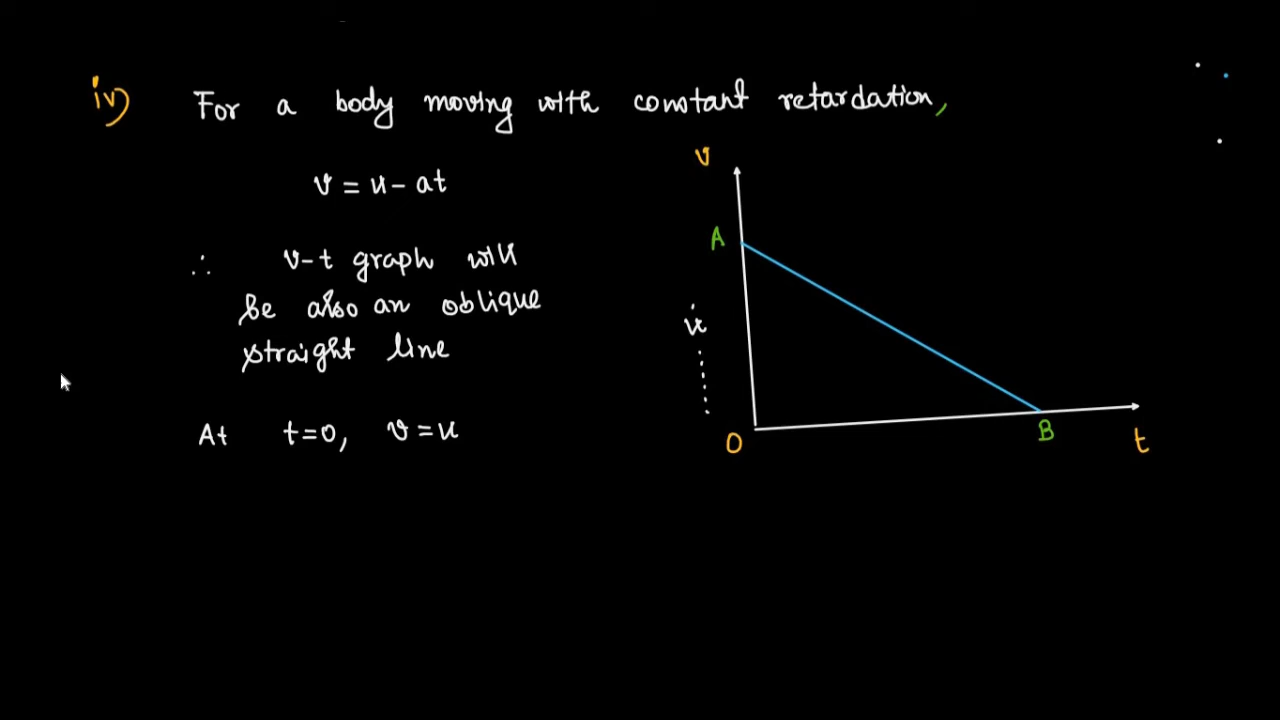 iv) For a body moving with constant retardation,
v = u - at
∴ v-t graph will
be also an oblique
straight line
At t=0, v=u
v
A
u
O
B
t